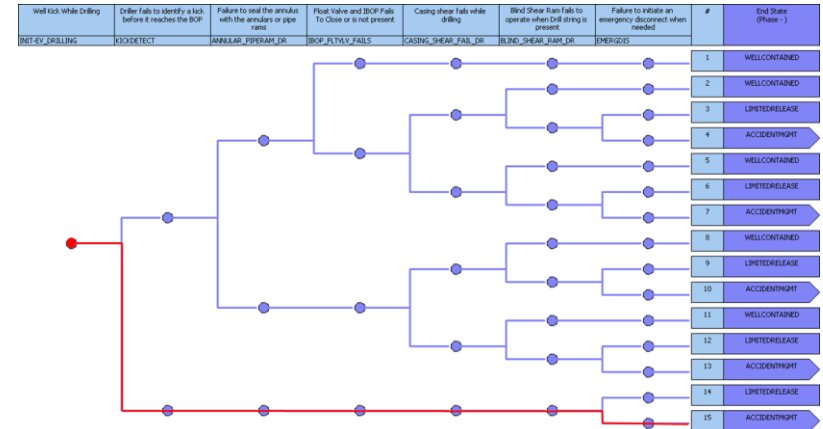 Well Kick While Drilling
Driller fails to identify a kick
before it reaches the BOP
Failure to seal the annulus
with the annulars or pipe
rams
Float Valve and IBOP Fails
To Close or is not present
Casing shear fails while
drilling
Blind Shear Ram fails to
operate when Drill string is
present
Failure to initiate an
emergency disconnect when
needed
#
End State
(Phase - )
INIT-EV_DRILLING
KICKDETECT
ANNULAR_PIPERAM_DR
IBOP_FLTVLV_FAILS
CASING_SHEAR_FAIL_DR
BLIND_SHEAR_RAM_DR
EMERGDIS
1 WELLCONTAINED
2 WELLCONTAINED
3 LIMITEDRELEASE
4 ACCIDENTMGMT
5 WELLCONTAINED
6 LIMITEDRELEASE
7 ACCIDENTMGMT
8 WELLCONTAINED
9 LIMITEDRELEASE
10 ACCIDENTMGMT
11 WELLCONTAINED
12 LIMITEDRELEASE
13 ACCIDENTMGMT
14 LIMITEDRELEASE
15 ACCIDENTMGMT